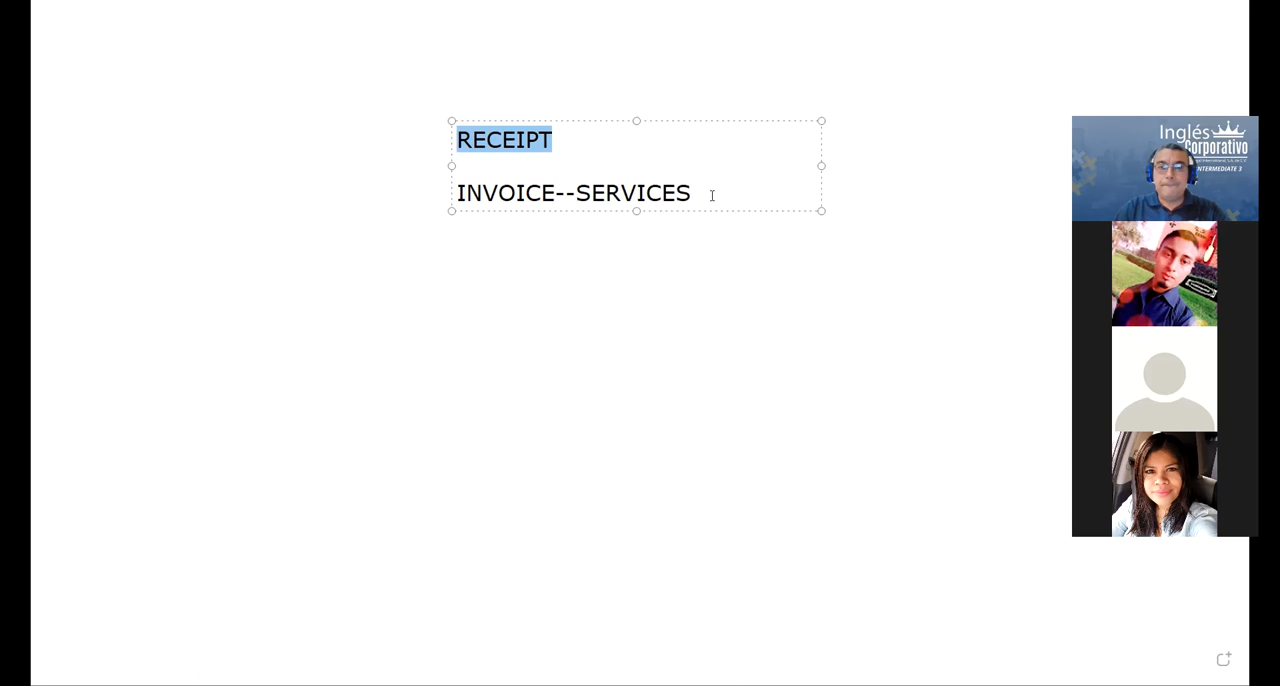 RECEIPT
INVOICE--SERVICES
Inglés
Corporativo
INTERMEDIATE 3